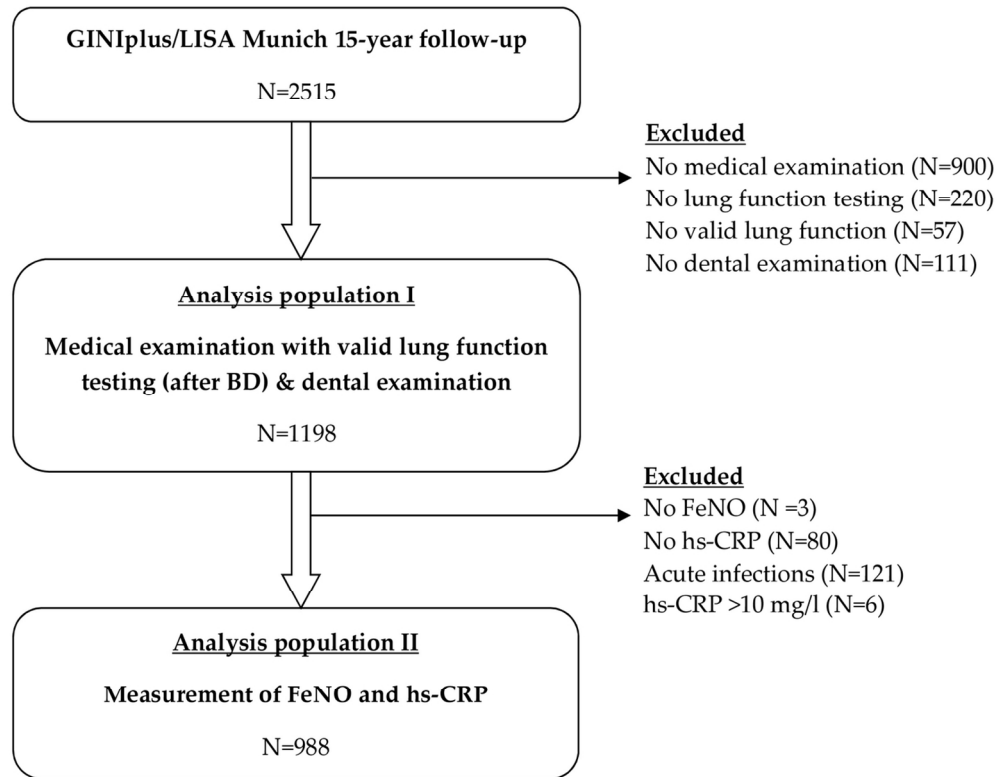 GINIplus/LISA Munich 15-year follow-up
N=2515
Excluded
No medical examination (N=900)
No lung function testing (N=220)
No valid lung function (N=57)
No dental examination (N=111)
Analysis population I
Medical examination with valid lung function
testing (after BD) & dental examination
N=1198
Excluded
No FeNO (N =3)
No hs-CRP (N=80)
Acute infections (N=121)
hs-CRP >10 mg/l (N=6)
Analysis population II
Measurement of FeNO and hs-CRP
N=988